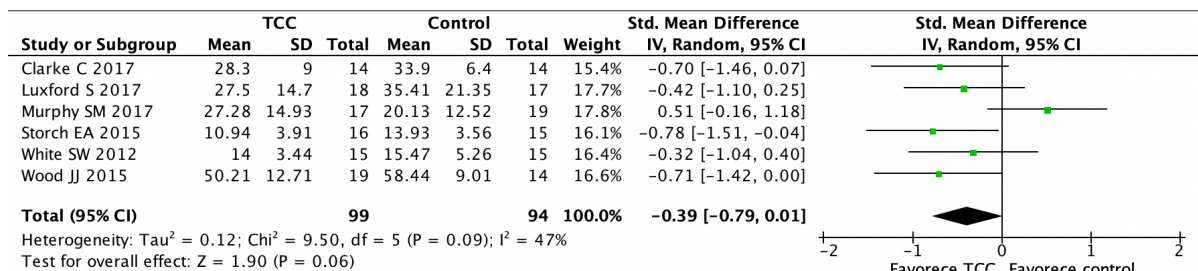 TCC Control Std. Mean Difference Std. Mean Difference
Study or Subgroup Mean SD Total Mean SD Total Weight IV, Random, 95% CI IV, Random, 95% CI
Clarke C 2017 28.3 9 14 33.9 6.4 14 15.4% −0.70 [−1.46, 0.07]
Luxford S 2017 27.5 14.7 18 35.41 21.35 17 17.7% −0.42 [−1.10, 0.25]
Murphy SM 2017 27.28 14.93 17 20.13 12.52 19 17.8% 0.51 [−0.16, 1.18]
Storch EA 2015 10.94 3.91 16 13.93 3.56 15 16.1% −0.78 [−1.51, −0.04]
White SW 2012 14 3.44 15 15.47 5.26 15 16.4% −0.32 [−1.04, 0.40]
Wood JJ 2015 50.21 12.71 19 58.44 9.01 14 16.6% −0.71 [−1.42, 0.00]
Total (95% CI) 99 94 100.0% −0.39 [−0.79, 0.01]
Heterogeneity: Tau² = 0.12; Chi² = 9.50, df = 5 (P = 0.09); I² = 47%
Test for overall effect: Z = 1.90 (P = 0.06)
−2 −1 0 1 2
Favorece TCC Favorece control